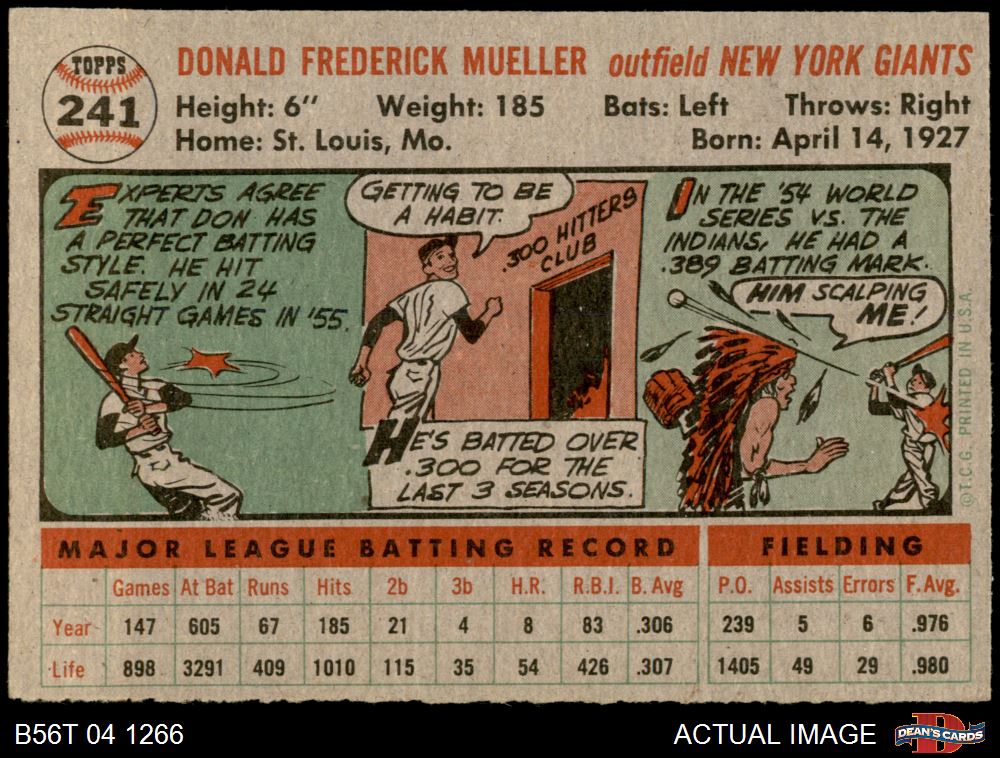 TOPPS
241
DONALD FREDERICK MUELLER outfield NEW YORK GIANTS
Height: 6" Weight: 185 Bats: Left Throws: Right
Home: St. Louis, Mo. Born: April 14, 1927
EXPERTS AGREE
THAT DON HAS
A PERFECT BATTING
STYLE. HE HIT
SAFELY IN 24
STRAIGHT GAMES IN '55.
GETTING TO BE
A HABIT.
.300 HITTERS
CLUB
HE'S BATTED OVER
.300 FOR THE
LAST 3 SEASONS.
IN THE '54 WORLD
SERIES VS. THE
INDIANS, HE HAD A
.389 BATTING MARK.
HIM SCALPING
ME!
©T.C.G. PRINTED IN U.S.A.
MAJOR LEAGUE BATTING RECORD FIELDING
Games At Bat Runs Hits 2b 3b H.R. R.B.I. B. Avg P.O. Assists Errors F. Avg.
Year 147 605 67 185 21 4 8 83 .306 239 5 6 .976
Life 898 3291 409 1010 115 35 54 426 .307 1405 49 29 .980
B56T 04 1266 ACTUAL IMAGE DEAN'S CARDS